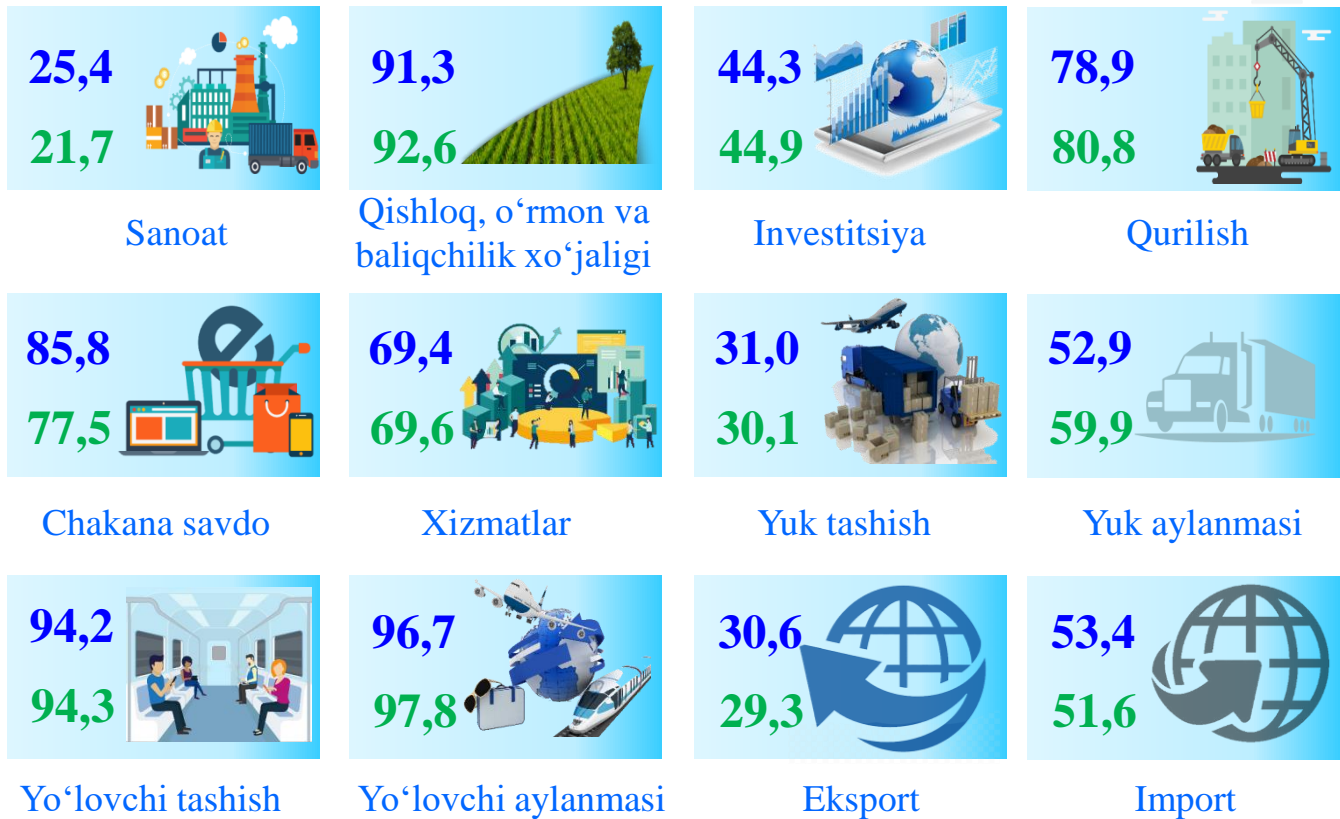 25,4
21,7
Sanoat
91,3
92,6
Qishloq, o‘rmon va
baliqchilik xo‘jaligi
44,3
44,9
Investitsiya
78,9
80,8
Qurilish
85,8
77,5
Chakana savdo
69,4
69,6
Xizmatlar
31,0
30,1
Yuk tashish
52,9
59,9
Yuk aylanmasi
94,2
94,3
Yo‘lovchi tashish
96,7
97,8
Yo‘lovchi aylanmasi
30,6
29,3
Eksport
53,4
51,6
Import